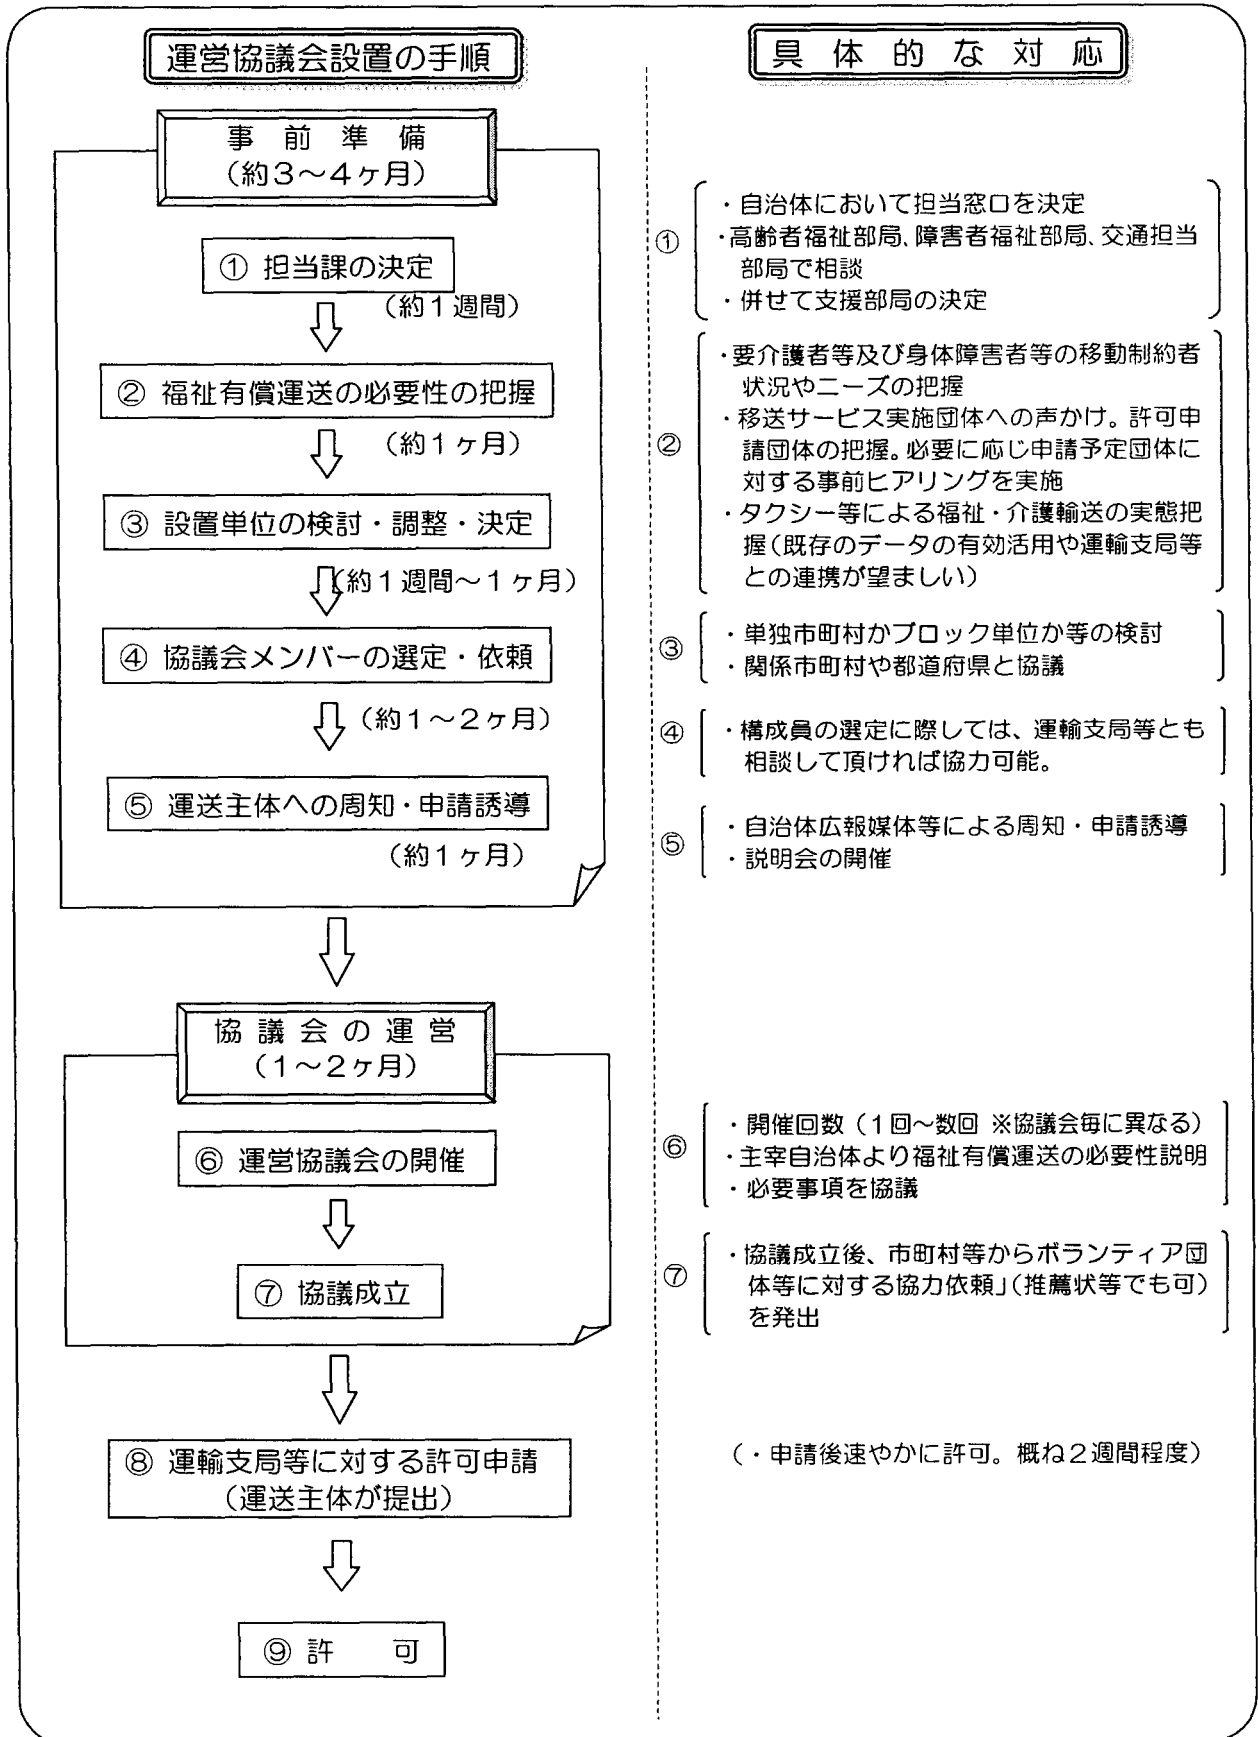 運営協議会設置の手順
事前準備
（約３～４ヶ月）
① 担当課の決定
（約１週間）
② 福祉有償運送の必要性の把握
（約１ヶ月）
③ 設置単位の検討・調整・決定
（約１週間～１ヶ月）
④ 協議会メンバーの選定・依頼
（約１～２ヶ月）
⑤ 運送主体への周知・申請誘導
（約１ヶ月）
協議会の運営
（１～２ヶ月）
⑥ 運営協議会の開催
⑦ 協議成立
⑧ 運輸支局等に対する許可申請
（運送主体が提出）
⑨ 許　可
具体的な対応
①
・自治体において担当窓口を決定
・高齢者福祉部局、障害者福祉部局、交通担当
部局で相談
・併せて支援部局の決定
②
・要介護者等及び身体障害者等の移動制約者
状況やニーズの把握
・移送サービス実施団体への声かけ。許可申
請団体の把握。必要に応じ申請予定団体に
対する事前ヒアリングを実施
・タクシー等による福祉・介護輸送の実態把
握（既存のデータの有効活用や運輸支局等
との連携が望ましい）
③
・単独市町村かブロック単位か等の検討
・関係市町村や都道府県と協議
④
・構成員の選定に際しては、運輸支局等とも
相談して頂ければ協力可能。
⑤
・自治体広報媒体等による周知・申請誘導
・説明会の開催
⑥
・開催回数（１回～数回 ※協議会毎に異なる）
・主宰自治体より福祉有償運送の必要性説明
・必要事項を協議
⑦
・協議成立後、市町村等からボランティア団
体等に対する協力依頼」（推薦状等でも可）
を発出
（・申請後速やかに許可。概ね２週間程度）